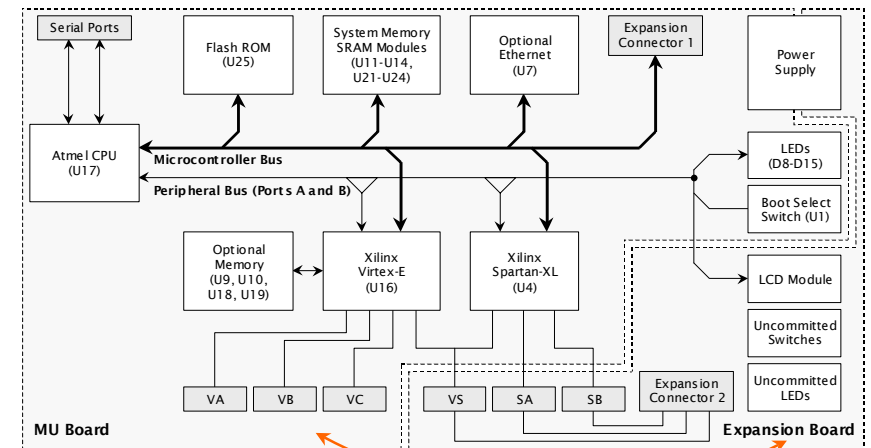 Serial Ports
Flash ROM
(U25)
System Memory
SRAM Modules
(U11-U14,
U21-U24)
Optional
Ethernet
(U7)
Expansion
Connector 1
Power
Supply
Atmel CPU
(U17)
Microcontroller Bus
LEDs
(D8-D15)
Peripheral Bus (Ports A and B)
Boot Select
Switch (U1)
Optional
Memory
(U9, U10,
U18, U19)
Xilinx
Virtex-E
(U16)
Xilinx
Spartan-XL
(U4)
LCD Module
Uncommitted
Switches
VA
VB
VC
VS
SA
SB
Expansion
Connector 2
Uncommitted
LEDs
MU Board
Expansion Board